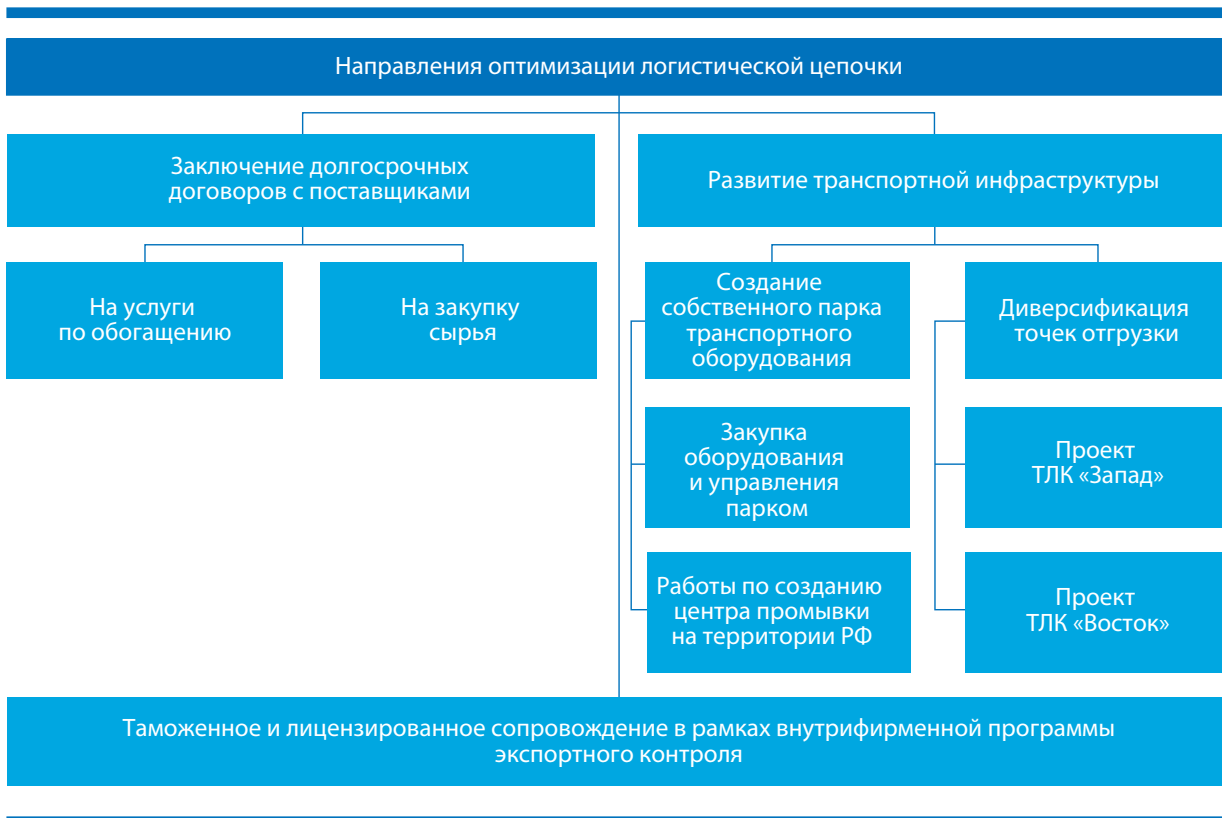 Направления оптимизации логистической цепочки
Заключение долгосрочных
договоров с поставщиками
Развитие транспортной инфраструктуры
На услуги
по обогащению
На закупку
сырья
Создание
собственного парка
транспортного
оборудования
Диверсификация
точек отгрузки
Закупка
оборудования
и управления
парком
Проект
ТЛК «Запад»
Работы по созданию
центра промывки
на территории РФ
Проект
ТЛК «Восток»
Таможенное и лицензированное сопровождение в рамках внутрифирменной программы
экспортного контроля